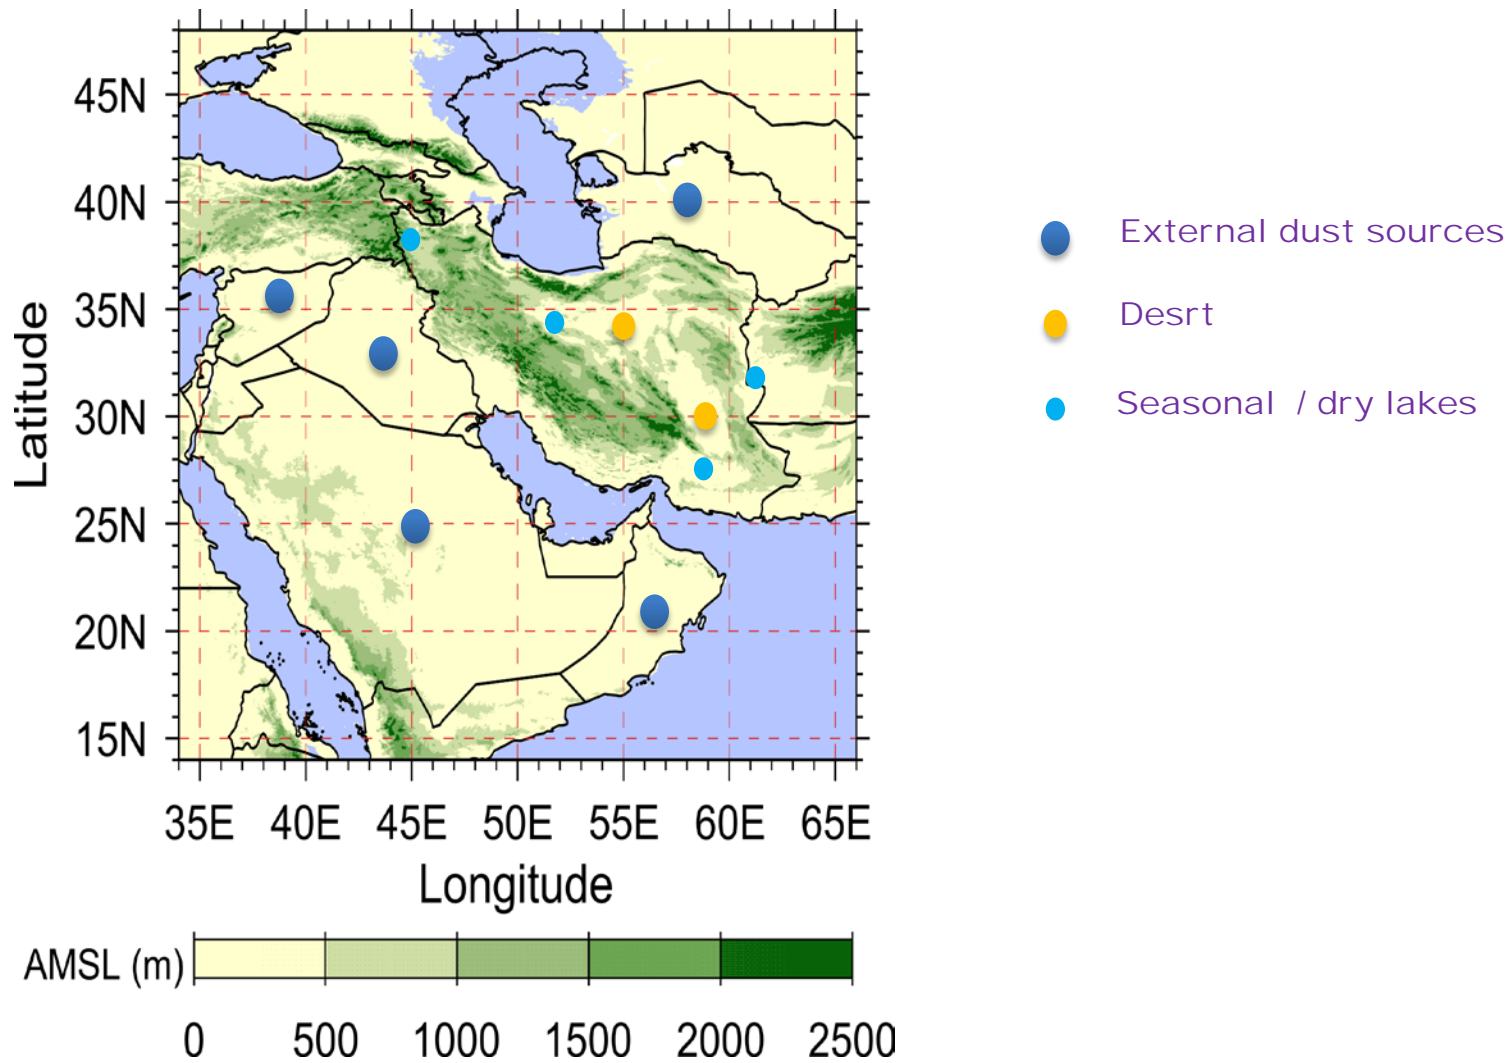 45N
40N
35N
30N
25N
20N
15N
Latitude
35E 40E 45E 50E 55E 60E 65E
Longitude
AMSL (m)
0 500 1000 1500 2000 2500
External dust sources
Desrt
Seasonal / dry lakes